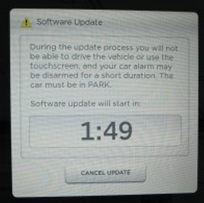 Software Update
During the update process you will not
be able to drive the vehicle or use the
touchscreen, and your car alarm may
be disarmed for a short duration. The
car must be in PARK.
Software update will start in:
1:49
CANCEL UPDATE